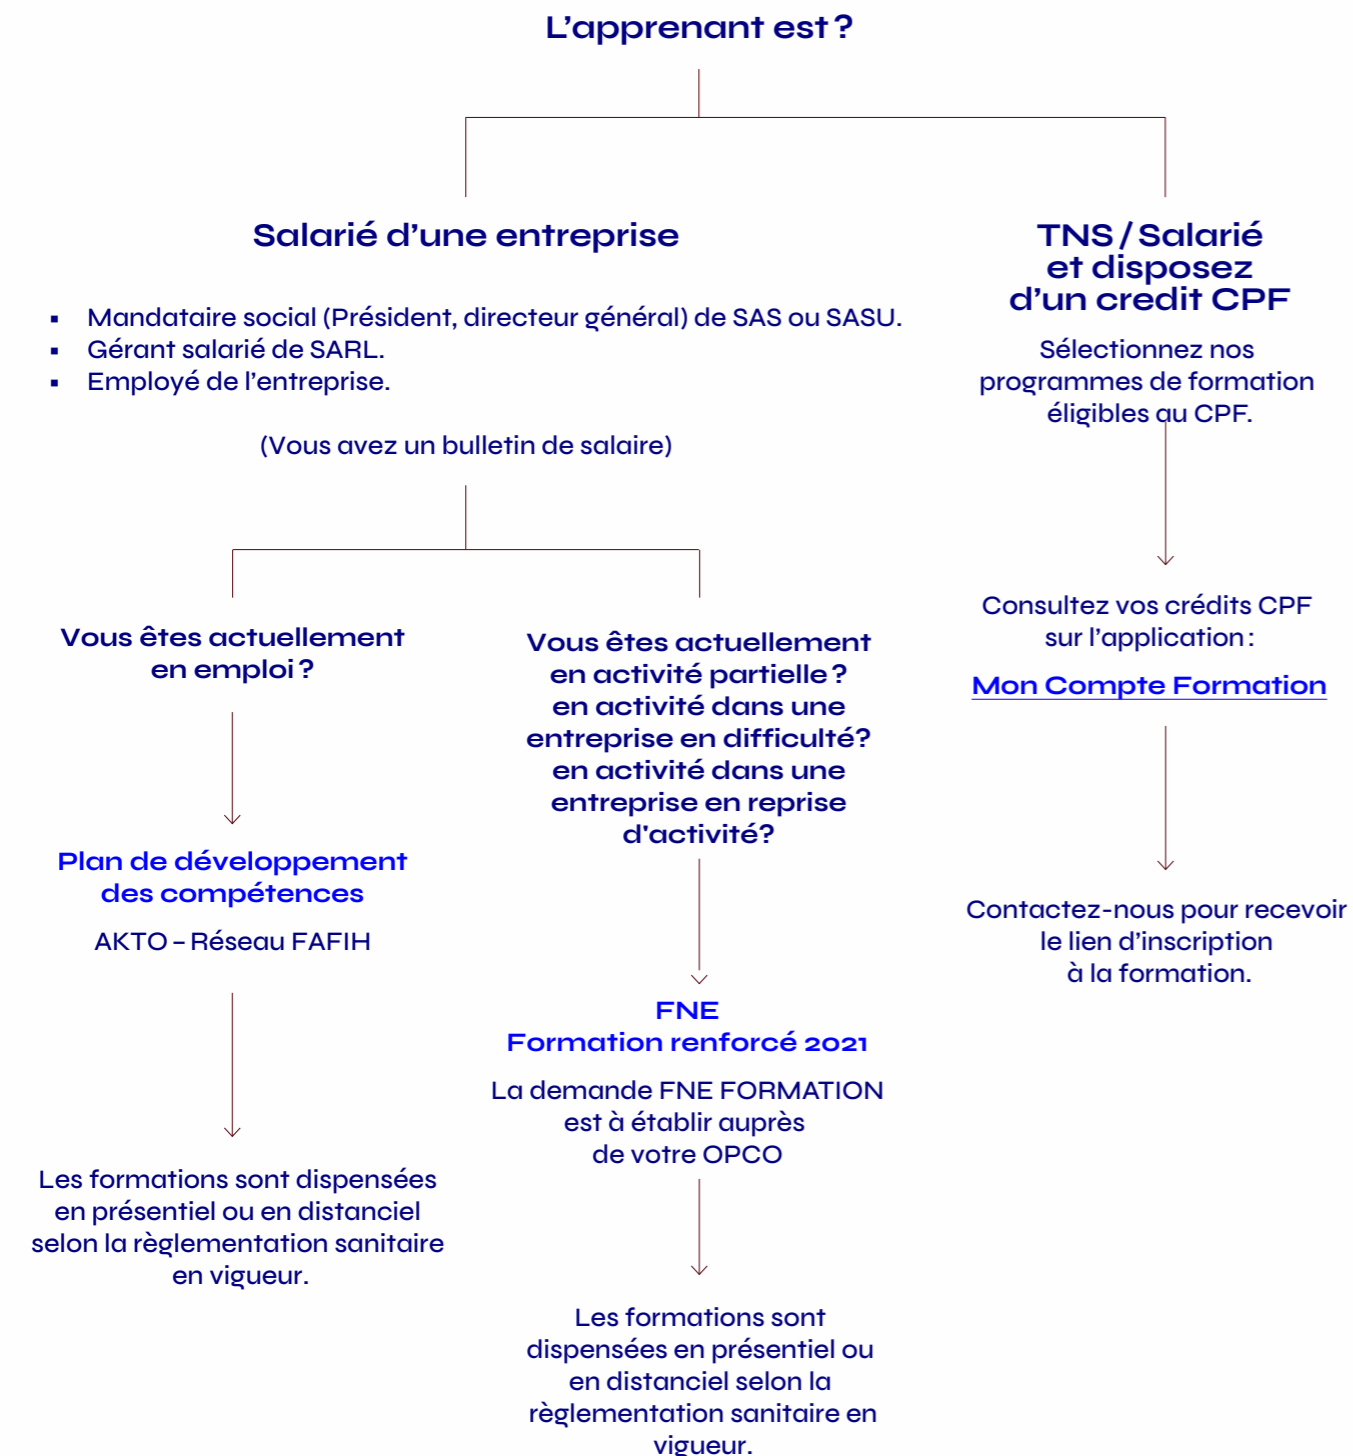 L’apprenant est ?
Salarié d’une entreprise
▪ Mandataire social (Président, directeur général) de SAS ou SASU.
▪ Gérant salarié de SARL.
▪ Employé de l’entreprise.
(Vous avez un bulletin de salaire)
TNS / Salarié
et disposez
d’un credit CPF
Sélectionnez nos
programmes de formation
éligibles au CPF.
Vous êtes actuellement
en emploi ?
Plan de développement
des compétences
AKTO – Réseau FAFIH
Les formations sont dispensées
en présentiel ou en distanciel
selon la règlementation sanitaire
en vigueur.
Vous êtes actuellement
en activité partielle ?
en activité dans une
entreprise en difficulté?
en activité dans une
entreprise en reprise
d'activité?
FNE
Formation renforcé 2021
La demande FNE FORMATION
est à établir auprès
de votre OPCO
Les formations sont
dispensées en présentiel ou
en distanciel selon la
règlementation sanitaire en
vigueur.
Consultez vos crédits CPF
sur l’application :
Mon Compte Formation
Contactez-nous pour recevoir
le lien d’inscription
à la formation.